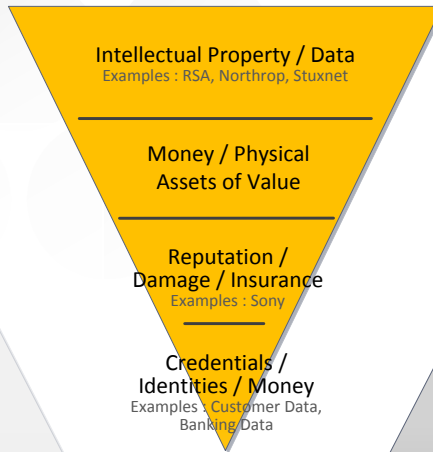 Intellectual Property / Data
Examples : RSA, Northrop, Stuxnet
Money / Physical
Assets of Value
Reputation /
Damage / Insurance
Examples : Sony
Credentials /
Identities / Money
Examples : Customer Data,
Banking Data